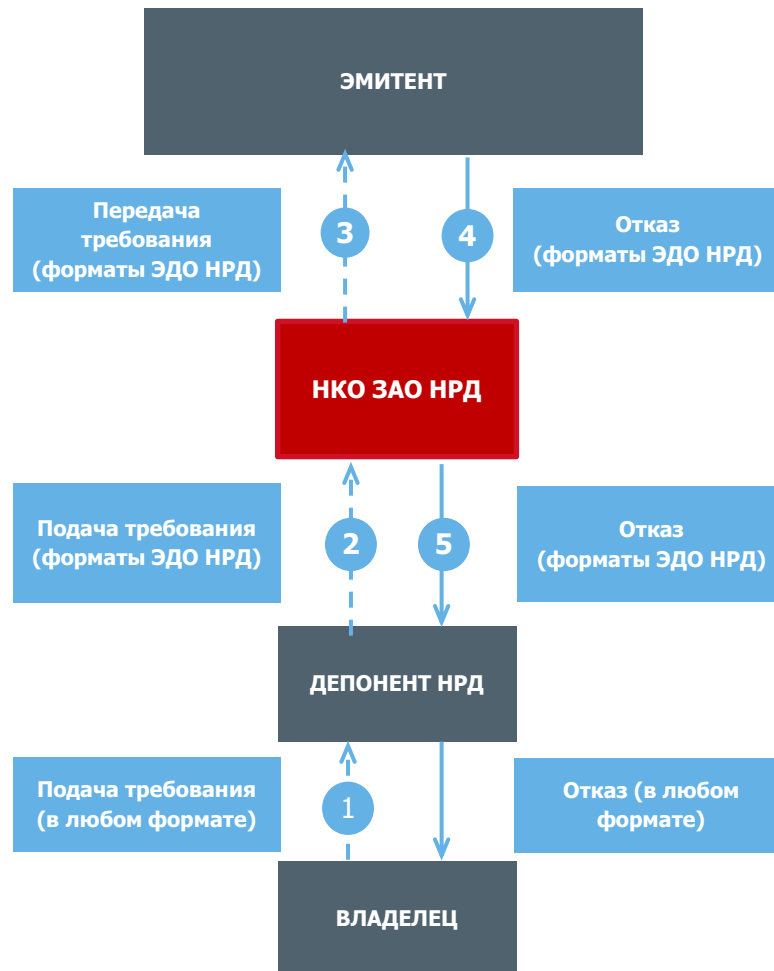 ЭМИТЕНТ
Передача
требования
(форматы ЭДО НРД)
3
4
Отказ
(форматы ЭДО НРД)
НКО ЗАО НРД
Подача требования
(форматы ЭДО НРД)
2
5
Отказ
(форматы ЭДО НРД)
ДЕПОНЕНТ НРД
Подача требования
(в любом формате)
1
Отказ (в любом
формате)
ВЛАДЕЛЕЦ